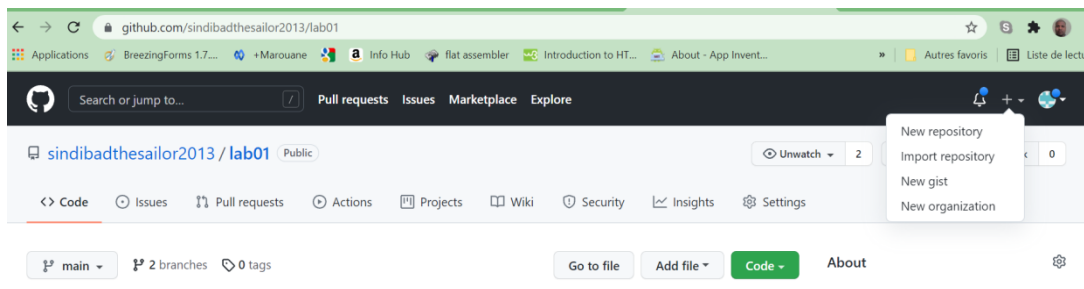 github.com/sindibadthesailor2013/lab01
Applications BreezingForms 1.7... +Marouane Info Hub flat assembler Introduction to HT... About - App Invent... » Autres favoris Liste de lectu
Search or jump to... / Pull requests Issues Marketplace Explore
New repository
sindibadthesailor2013 / lab01 Public Unwatch 2 0
Import repository
New gist
<> Code Issues Pull requests Actions Projects Wiki Security Insights Settings
New organization
main 2 branches 0 tags Go to file Add file Code About